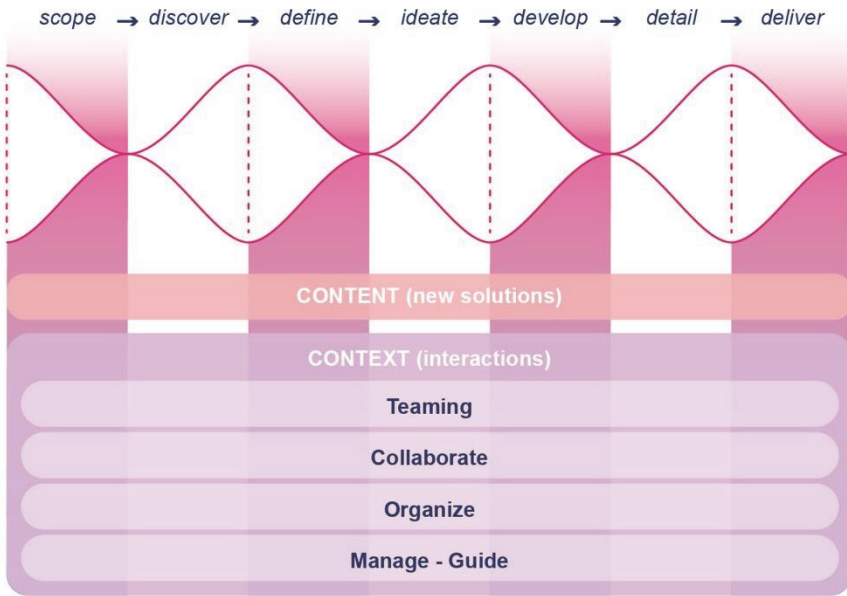 scope → discover → define → ideate → develop → detail → deliver
CONTENT (new solutions)
CONTEXT (interactions)
Teaming
Collaborate
Organize
Manage - Guide